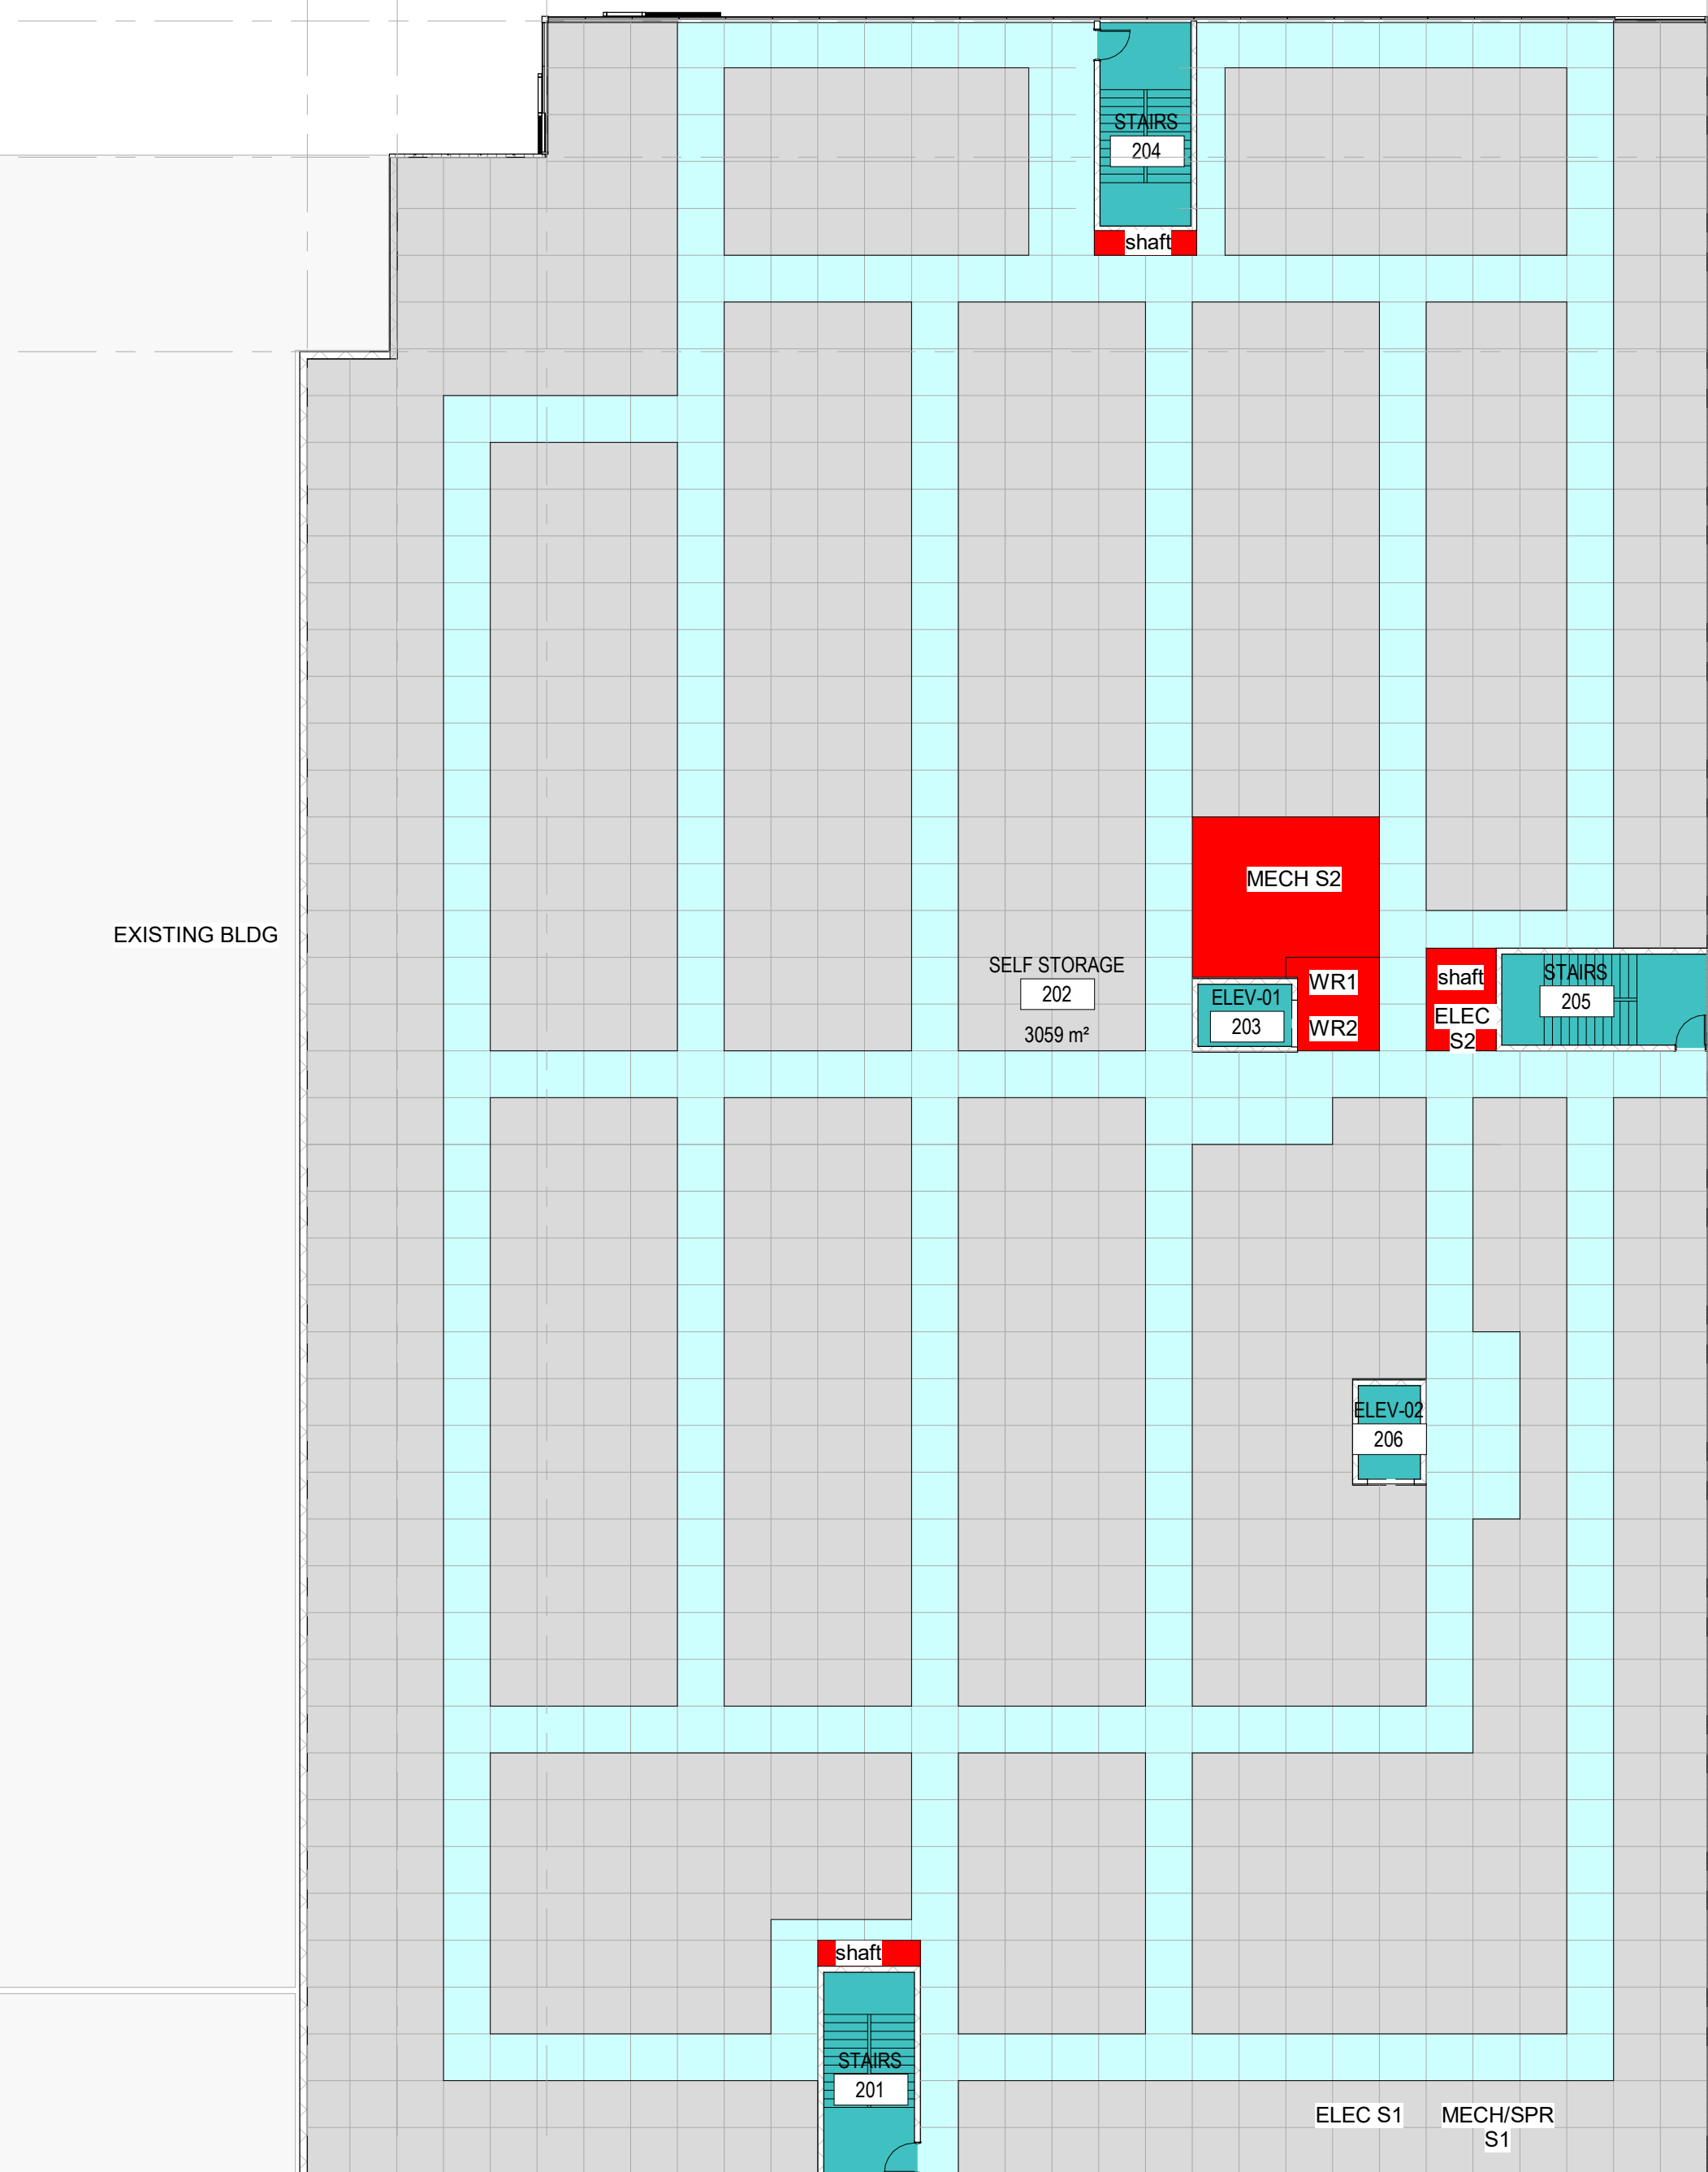 STAIRS
204
shaft
MECH S2
EXISTING BLDG
SELF STORAGE
202
3059 m²
WR1
ELEV-01
203
WR2
shaft
ELEC
S2
STAIRS
205
ELEV-02
206
shaft
STAIRS
201
ELEC S1
MECH/SPR
S1